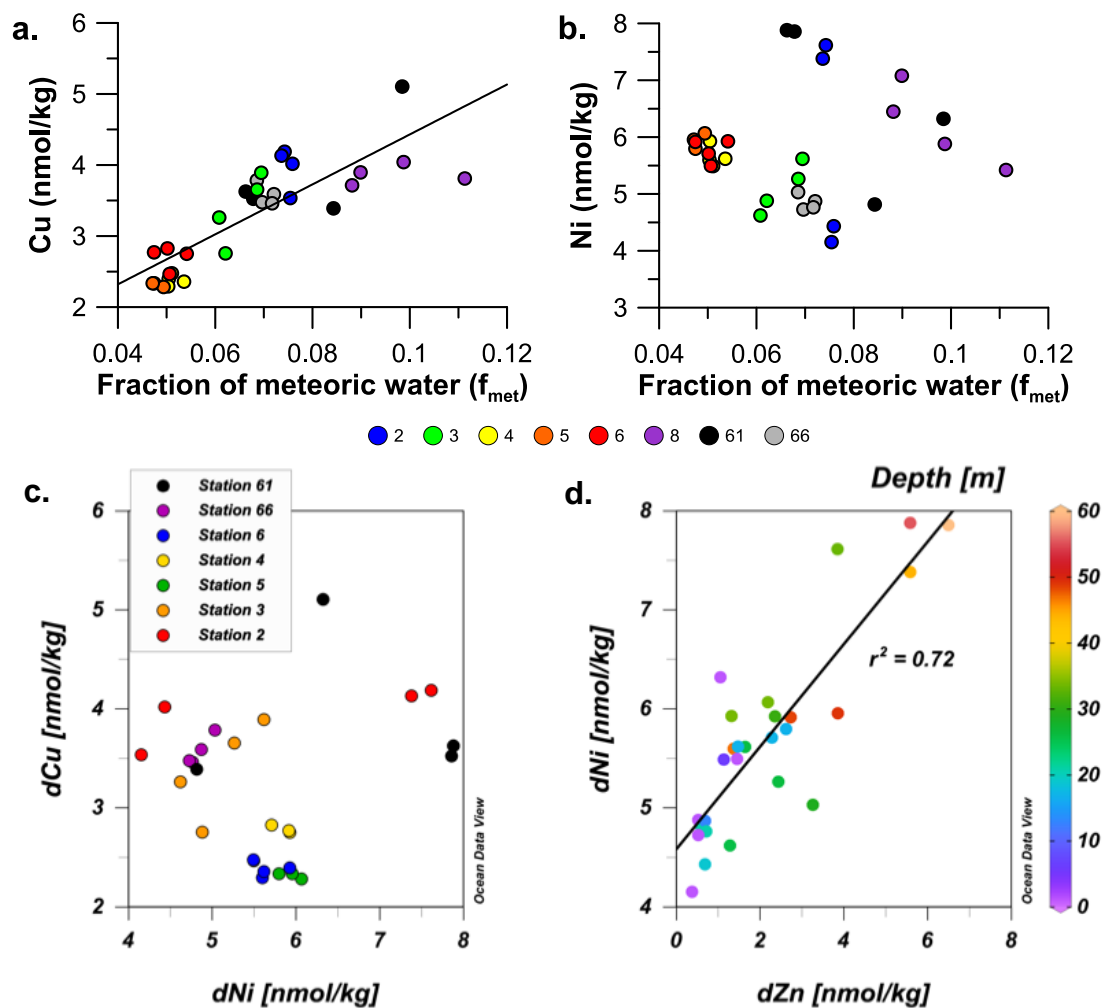 a.
Cu (nmol/kg)
6
5
4
3
2
0.04 0.06 0.08 0.1 0.12
Fraction of meteoric water (fmet)
b.
Ni (nmol/kg)
8
7
6
5
4
3
0.04 0.06 0.08 0.1 0.12
Fraction of meteoric water (fmet)
2 3 4 5 6 8 61 66
c.
Station 61
Station 66
Station 6
Station 4
Station 5
Station 3
Station 2
dCu [nmol/kg]
6
5
4
3
2
4 5 6 7 8
dNi [nmol/kg]
Ocean Data View
d.
Depth [m]
dNi [nmol/kg]
8
7
6
5
4
r² = 0.72
0 2 4 6 8
dZn [nmol/kg]
Ocean Data View
60
50
40
30
20
10
0